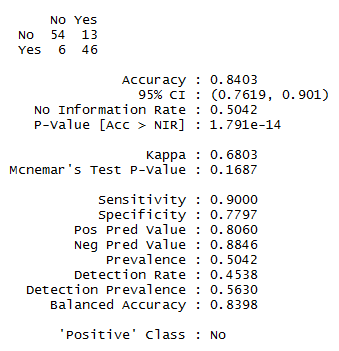 No Yes
No 54 13
Yes 6 46
Accuracy : 0.8403
95% CI : (0.7619, 0.901)
No Information Rate : 0.5042
P-Value [Acc > NIR] : 1.791e-14
Kappa : 0.6803
Mcnemar's Test P-Value : 0.1687
Sensitivity : 0.9000
Specificity : 0.7797
Pos Pred Value : 0.8060
Neg Pred Value : 0.8846
Prevalence : 0.5042
Detection Rate : 0.4538
Detection Prevalence : 0.5630
Balanced Accuracy : 0.8398
'Positive' Class : No